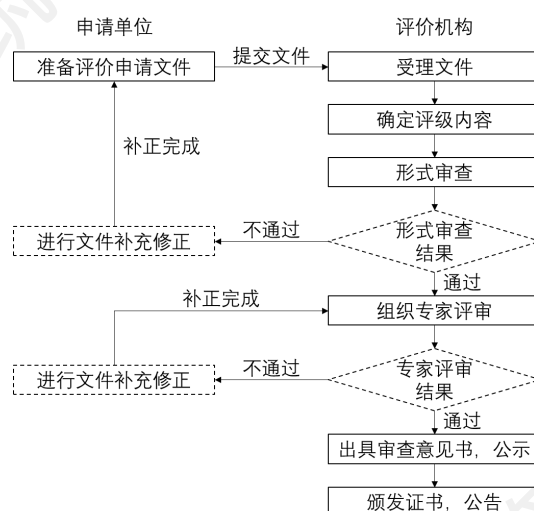 申请单位
评价机构
准备评价申请文件
提交文件
受理文件
确定评级内容
补正完成
形式审查
进行文件补充修正
不通过
形式审查
结果
通过
补正完成
组织专家评审
进行文件补充修正
不通过
专家评审
结果
通过
出具审查意见书，公示
颁发证书，公告